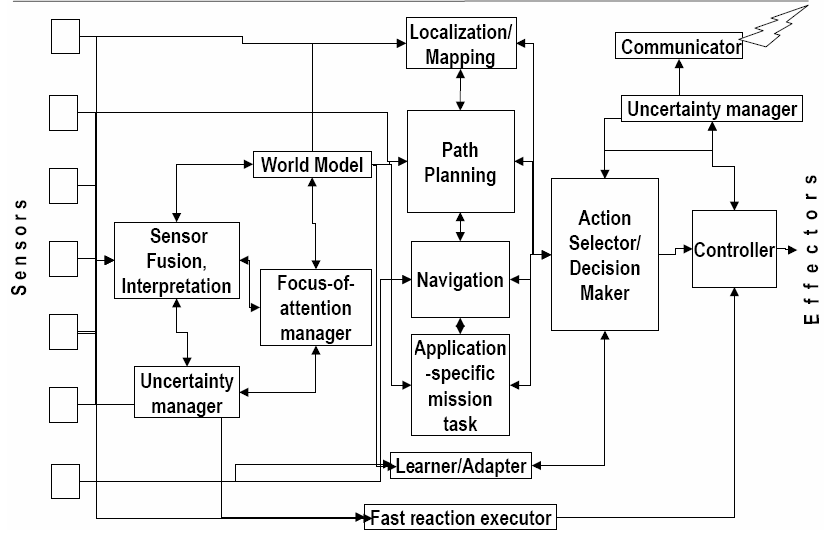 Localization/
Mapping
Communicator
Uncertainty manager
World Model
Path
Planning
Sensors
Sensor
Fusion,
Interpretation
Action
Selector/
Decision
Maker
Controller
Effectors
Focus-of-
attention
manager
Navigation
Uncertainty
manager
Application
-specific
mission
task
Learner/Adapter
Fast reaction executor